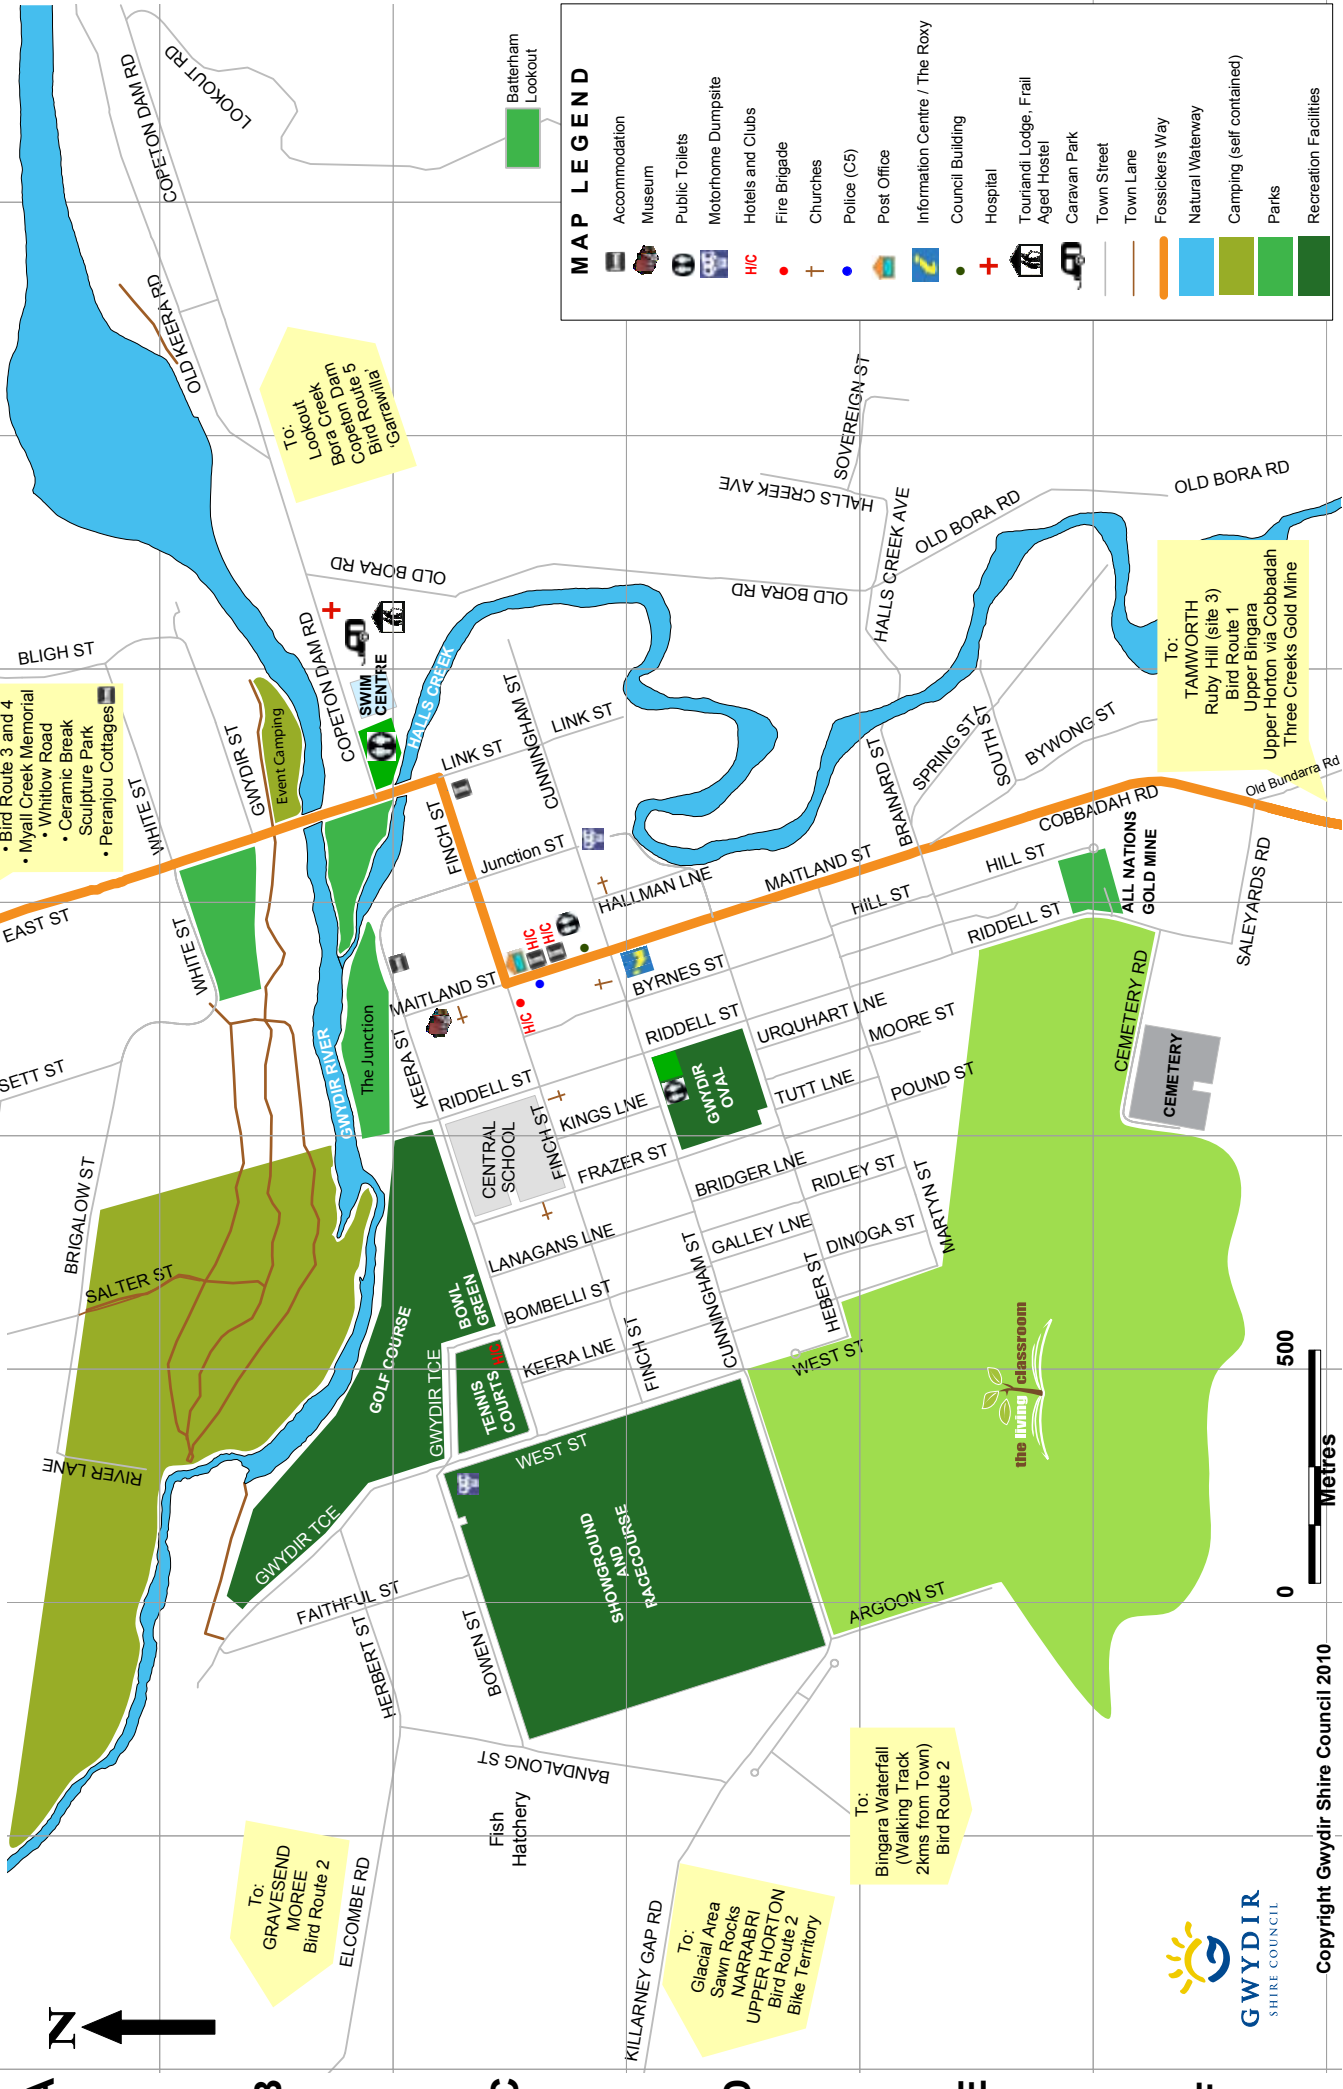 • Bird Route 3 and 4
• Myall Creek Memorial
• Whitlow Road
• Ceramic Break
Sculpture Park
• Peranjou Cottages
BLIGH ST
EAST ST
WHITE ST
WHITE ST
GWYDIR ST
SETT ST
BRIGALOW ST
SALTER ST
RIVER LANE
Event Camping
COPETON DAM RD
COPETON DAM RD
COPETON DAM RD
LOOKOUT RD
OLD KEERA RD
Batterham
Lookout
To:
Lookout
Bora Creek
Copeton Dam
Bird Route 5
'Garrawilla'
OLD BORA RD
OLD BORA RD
OLD BORA RD
OLD BORA RD
HALLS CREEK AVE
HALLS CREEK AVE
SOVEREIGN ST
SWIM
CENTRE
HALLS CREEK
GWYDIR RIVER
The Junction
LINK ST
LINK ST
CUNNINGHAM ST
FINCH ST
Junction ST
HALLMAN LNE
MAITLAND ST
MAITLAND ST
BRAINARD ST
SPRING ST
SOUTH ST
BYWONG ST
COBBADAH RD
Old Bundarra Rd
HILL ST
HILL ST
ALL NATIONS
GOLD MINE
SALEYARDS RD
CEMETERY RD
CEMETERY
To:
TAMWORTH
Ruby Hill (site 3)
Bird Route 1
Upper Bingara
Upper Horton via Cobbadah
Three Creeks Gold Mine
H/C
H/C
H/C
BYRNES ST
KEERA ST
RIDDELL ST
RIDDELL ST
RIDDELL ST
URQUHART LNE
MOORE ST
TUTT LNE
POUND ST
GWYDIR
OVAL
CENTRAL
SCHOOL
FINCH ST
KINGS LNE
FRAZER ST
BRIDGER LNE
RIDLEY ST
MARTYN ST
LANAGANS LNE
GALLEY LNE
DINOGA ST
BOMBELLI ST
CUNNINGHAM ST
HEBER ST
KEERA LNE
FINCH ST
WEST ST
WEST ST
BOWL
GREEN
GOLF COURSE
GWYDIR TCE
GWYDIR TCE
TENNIS
COURTS
H/C
SHOWGROUND
AND
RACECOURSE
the living classroom
ARGOON ST
FAITHFUL ST
HERBERT ST
BOWEN ST
BANDALONG ST
Fish
Hatchery
ELCOMBE RD
KILLARNEY GAP RD
To:
GRAVESEND
MOREE
Bird Route 2
To:
Glacial Area
Sawn Rocks
NARRABRI
UPPER HORTON
Bird Route 2
Bike Territory
To:
Bingara Waterfall
(Walking Track
2kms from Town)
Bird Route 2
MAP LEGEND
Accommodation
Museum
Public Toilets
Motorhome Dumpsite
H/C Hotels and Clubs
Fire Brigade
Churches
Police (C5)
Post Office
Information Centre / The Roxy
Council Building
Hospital
Touriandi Lodge, Frail
Aged Hostel
Caravan Park
Town Street
Town Lane
Fossickers Way
Natural Waterway
Camping (self contained)
Parks
Recreation Facilities
0 500
Metres
GWYDIR
SHIRE COUNCIL
Copyright Gwydir Shire Council 2010
N
B
C